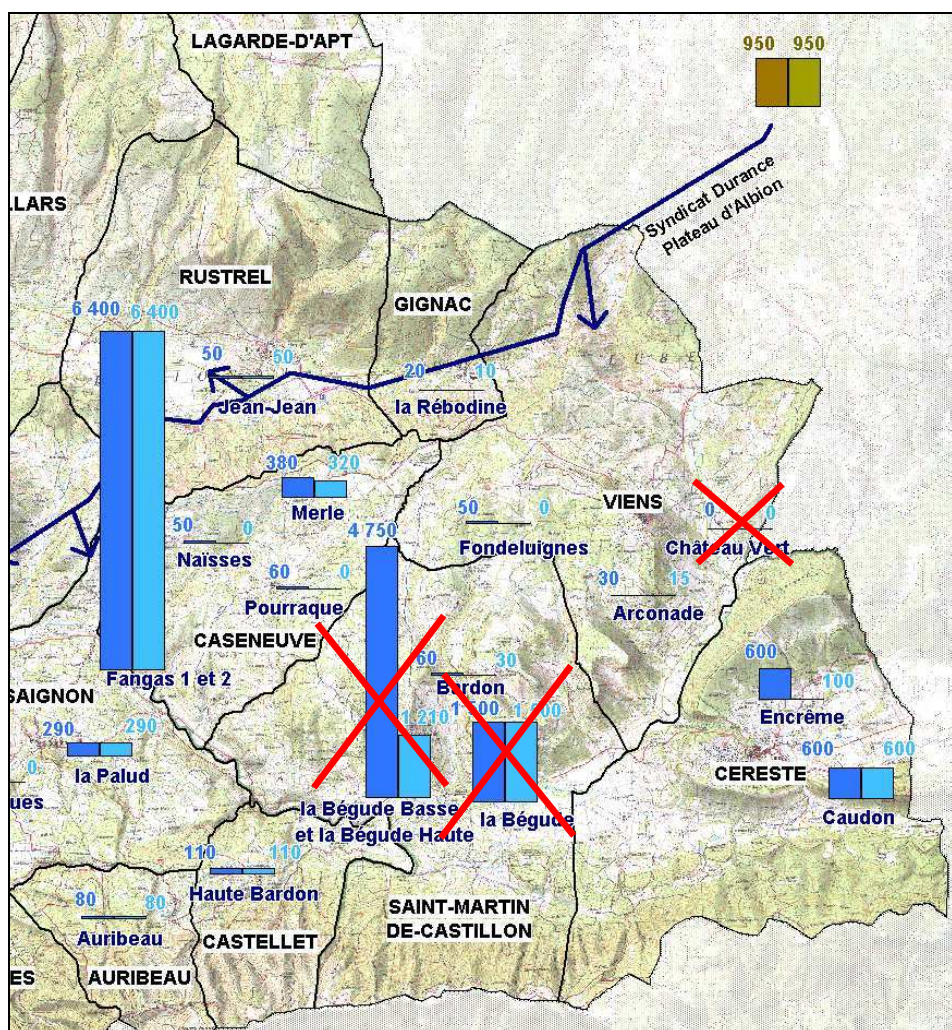 LAGARDE-D'APT
950 950
Syndicat Durance
Plateau d'Albion
LLARS
RUSTREL
GIGNAC
6 400 6 400
50 50
Jean-Jean
20 10
la Rébodine
380 320
Merle
VIENS
50 0
Naïsses
4 750
50 0
Fondeluignes
0 0
Château Vert
60 0
Pourraque
30 15
Arconade
CASENEUVE
Fangas 1 et 2
60 30
Bardon
600 100
Encrême
SAIGNON
290 290
la Palud
1 210
CERESTE
600 600
Caudon
0
ues
la Bégude Basse
et la Bégude Haute
la Bégude
110 110
Haute Bardon
80 80
Auribeau
SAINT-MARTIN
DE-CASTILLON
CASTELLET
AURIBEAU
ES